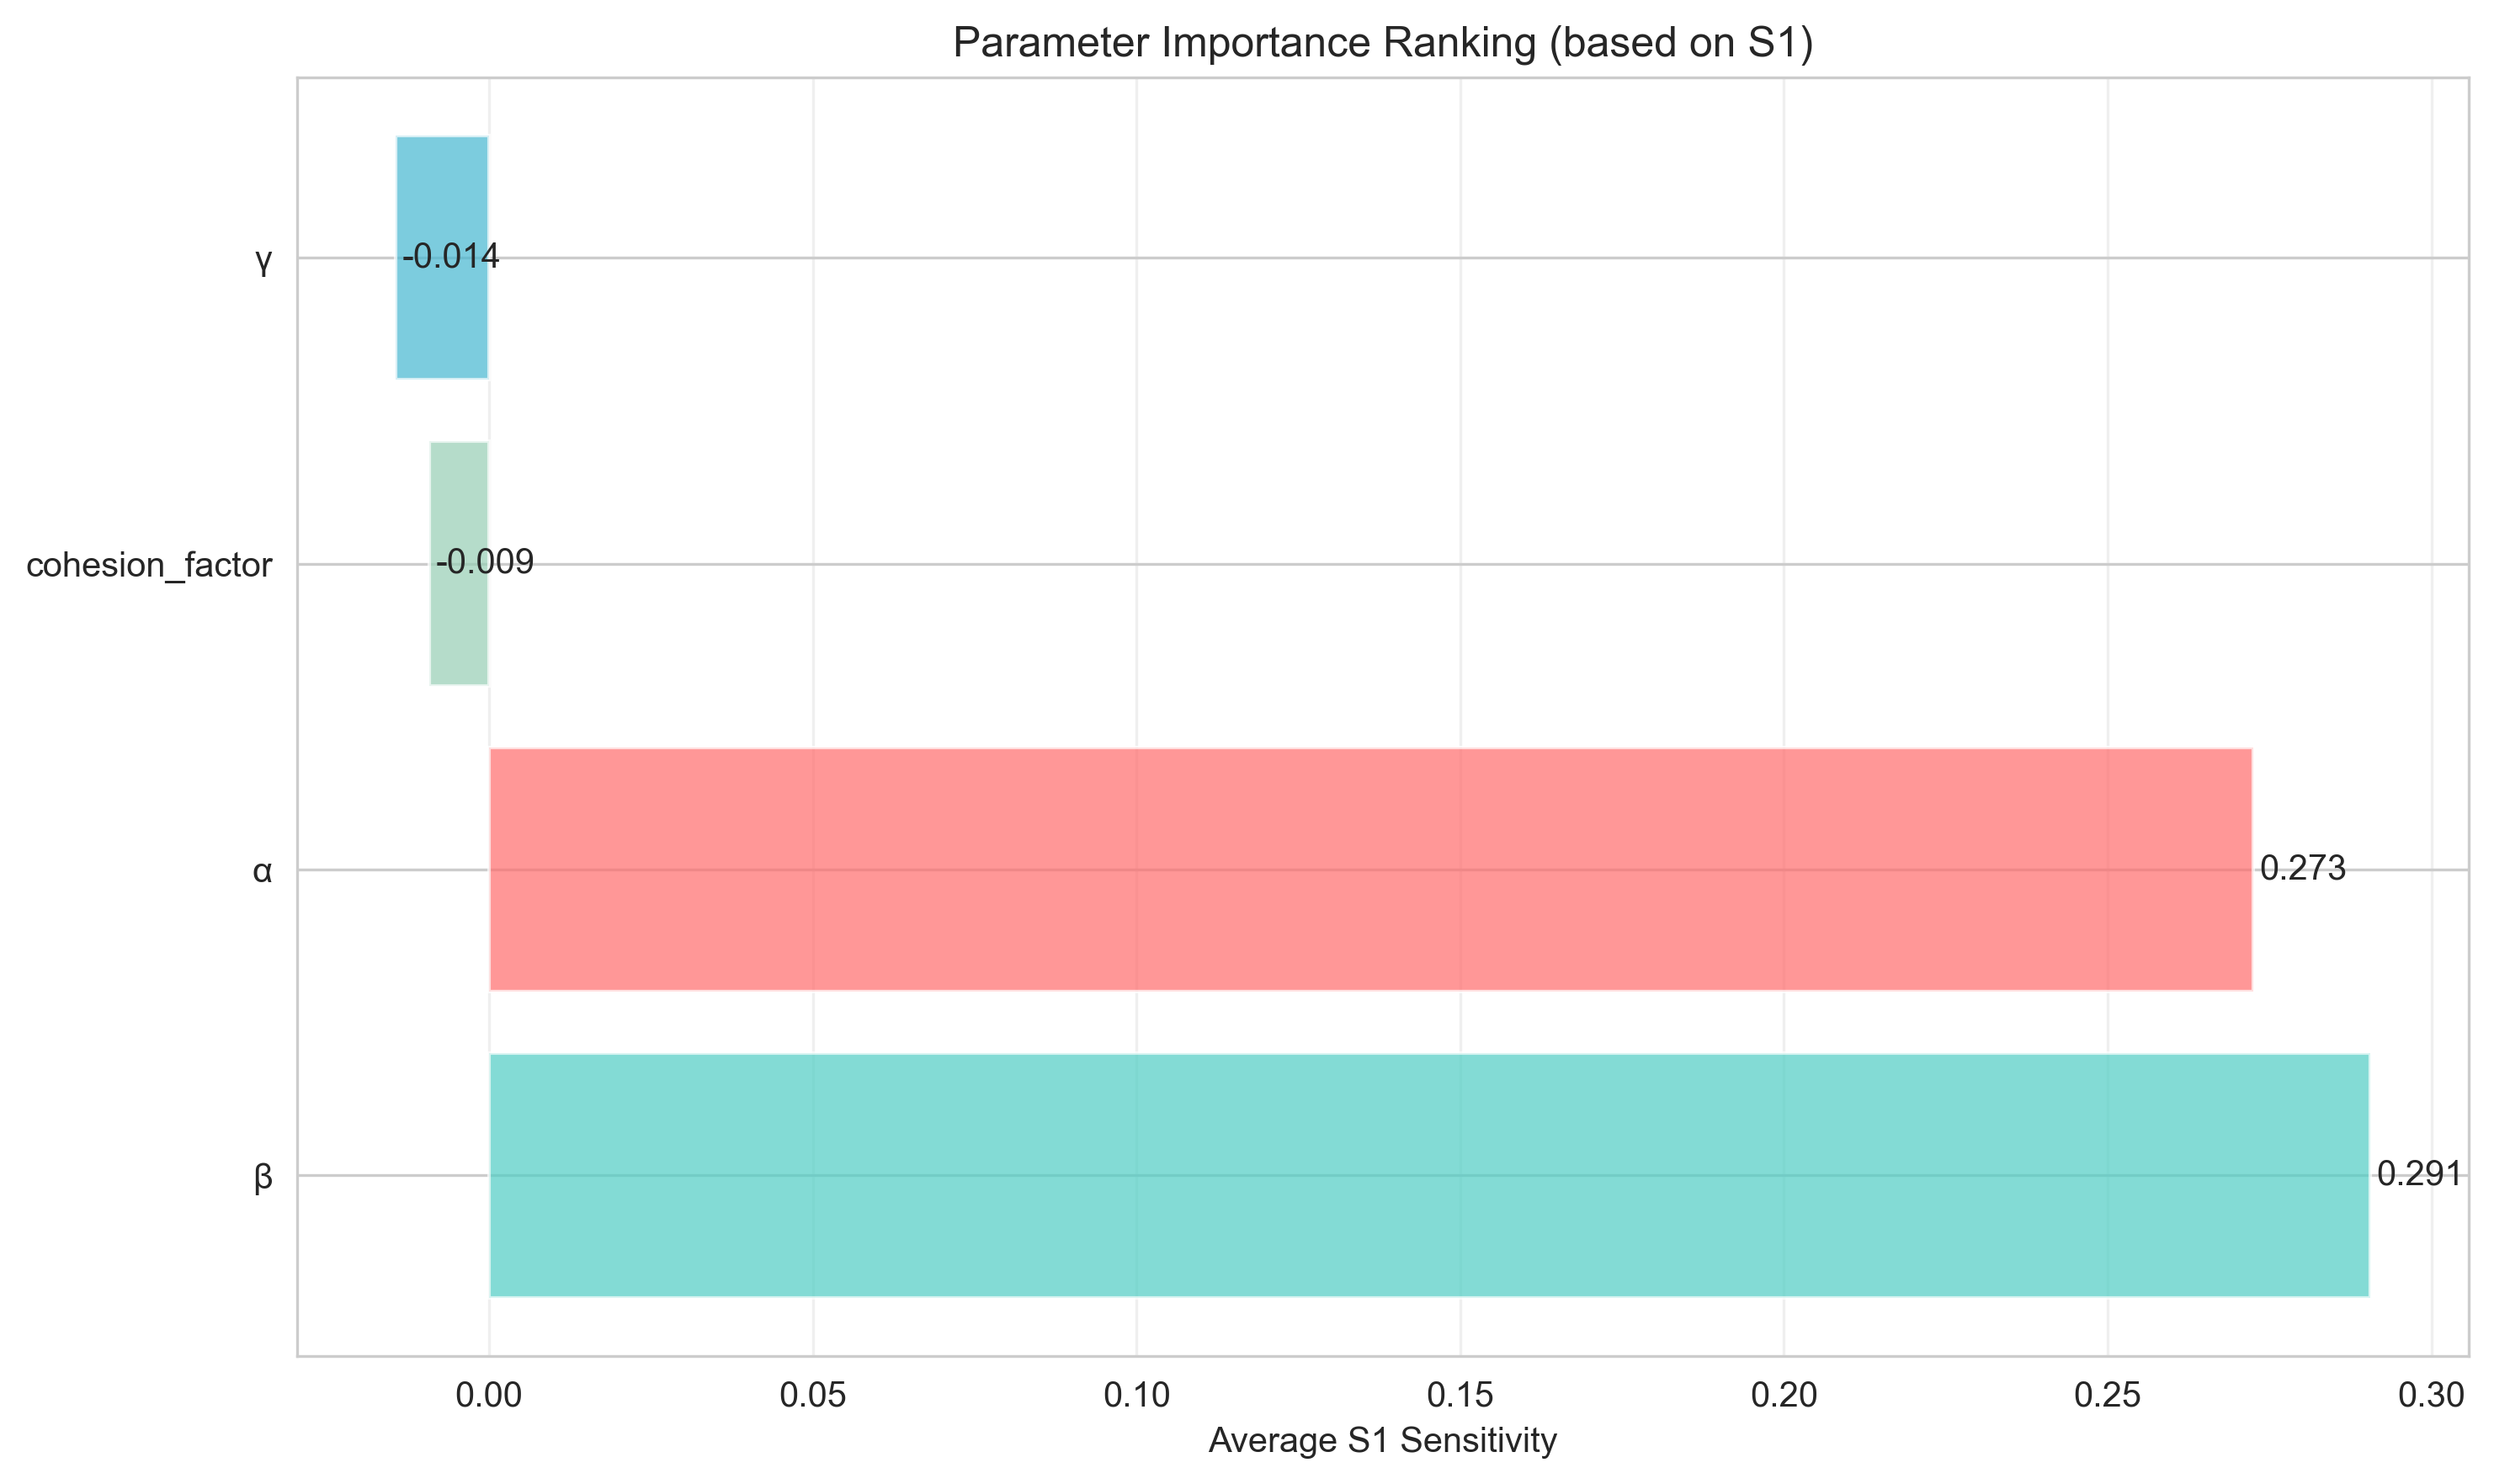 Parameter Importance Ranking (based on S1)
γ
-0.014
cohesion_factor
-0.009
α
0.273
β
0.291
0.00 0.05 0.10 0.15 0.20 0.25 0.30
Average S1 Sensitivity